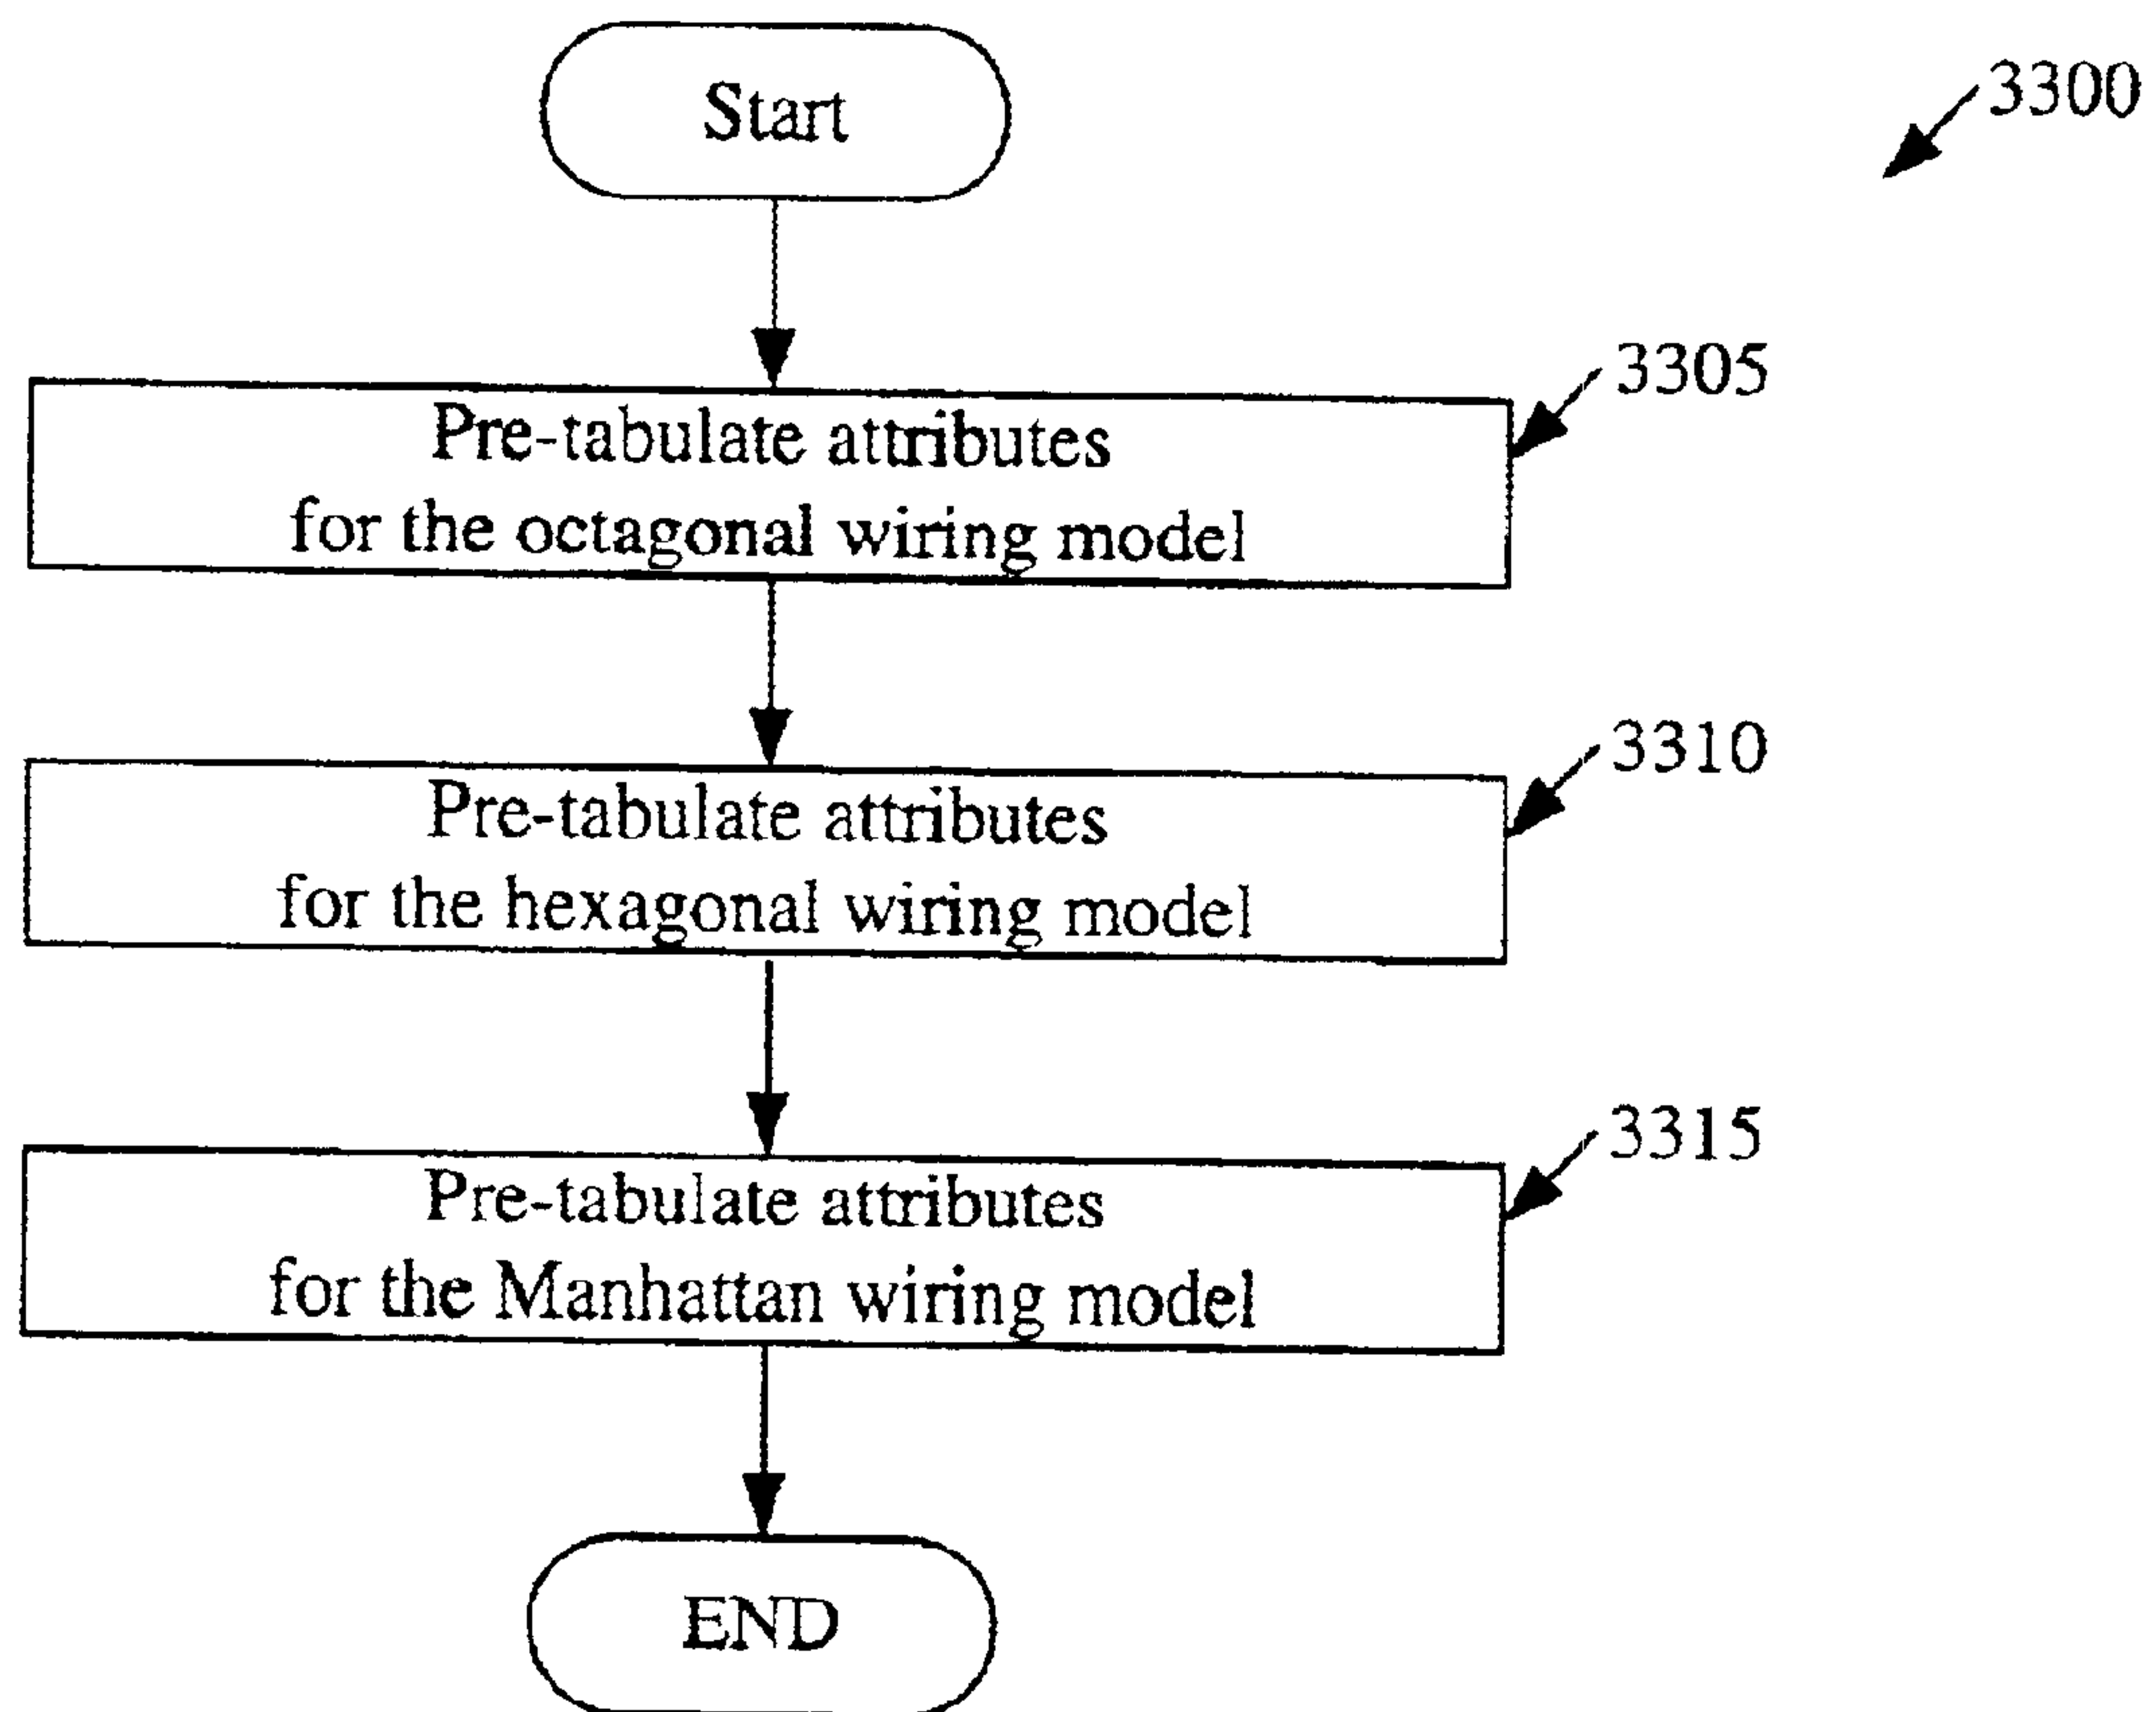 Start
3300
3305
Pre-tabulate attributes
for the octagonal wiring model
3310
Pre-tabulate attributes
for the hexagonal wiring model
3315
Pre-tabulate attributes
for the Manhattan wiring model
END